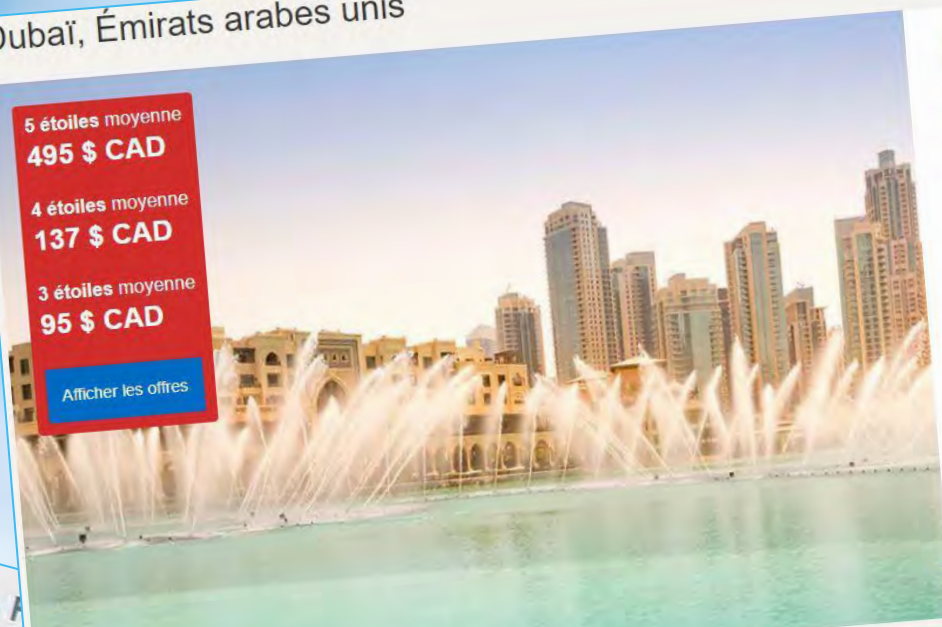 Dubaï, Émirats arabes unis
5 étoiles moyenne
495 $ CAD
4 étoiles moyenne
137 $ CAD
3 étoiles moyenne
95 $ CAD
Afficher les offres